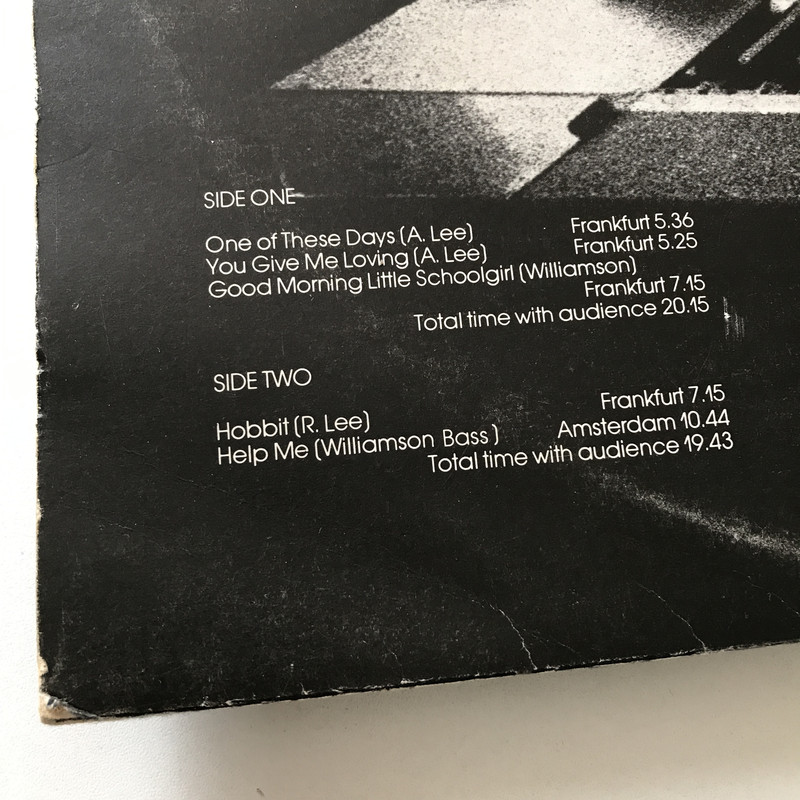 SIDE ONE
One of These Days (A. Lee) Frankfurt 5.36
You Give Me Loving (A. Lee) Frankfurt 5.25
Good Morning Little Schoolgirl (Williamson)
Frankfurt 7.15
Total time with audience 20.15
SIDE TWO
Hobbit (R. Lee) Frankfurt 7.15
Help Me (Williamson Bass) Amsterdam 10.44
Total time with audience 19.43